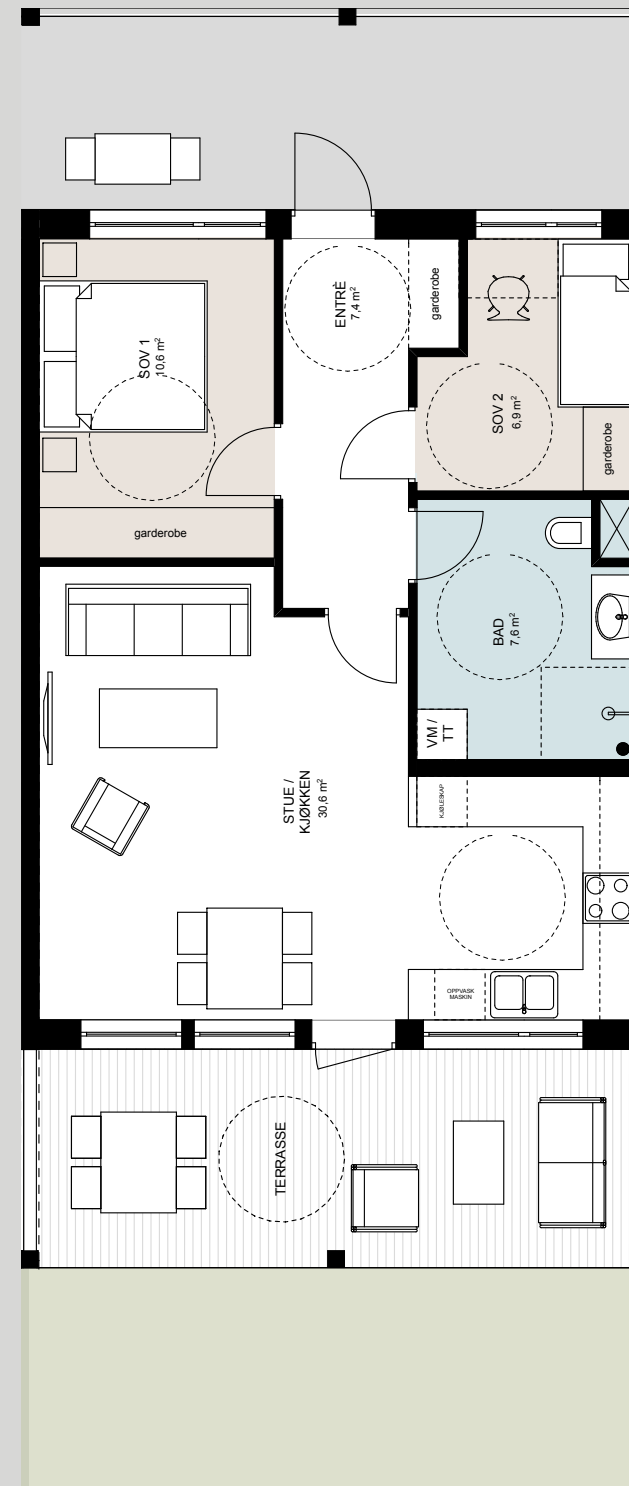 ENTRÈ
7,4 m²
garderobe
SOV 1
10,6 m²
SOV 2
6,9 m²
garderobe
garderobe
BAD
7,6 m²
VM /
TT
STUE /
KJØKKEN
30,6 m²
KJØLESKAP
OPPVASK
MASKIN
TERRASSE